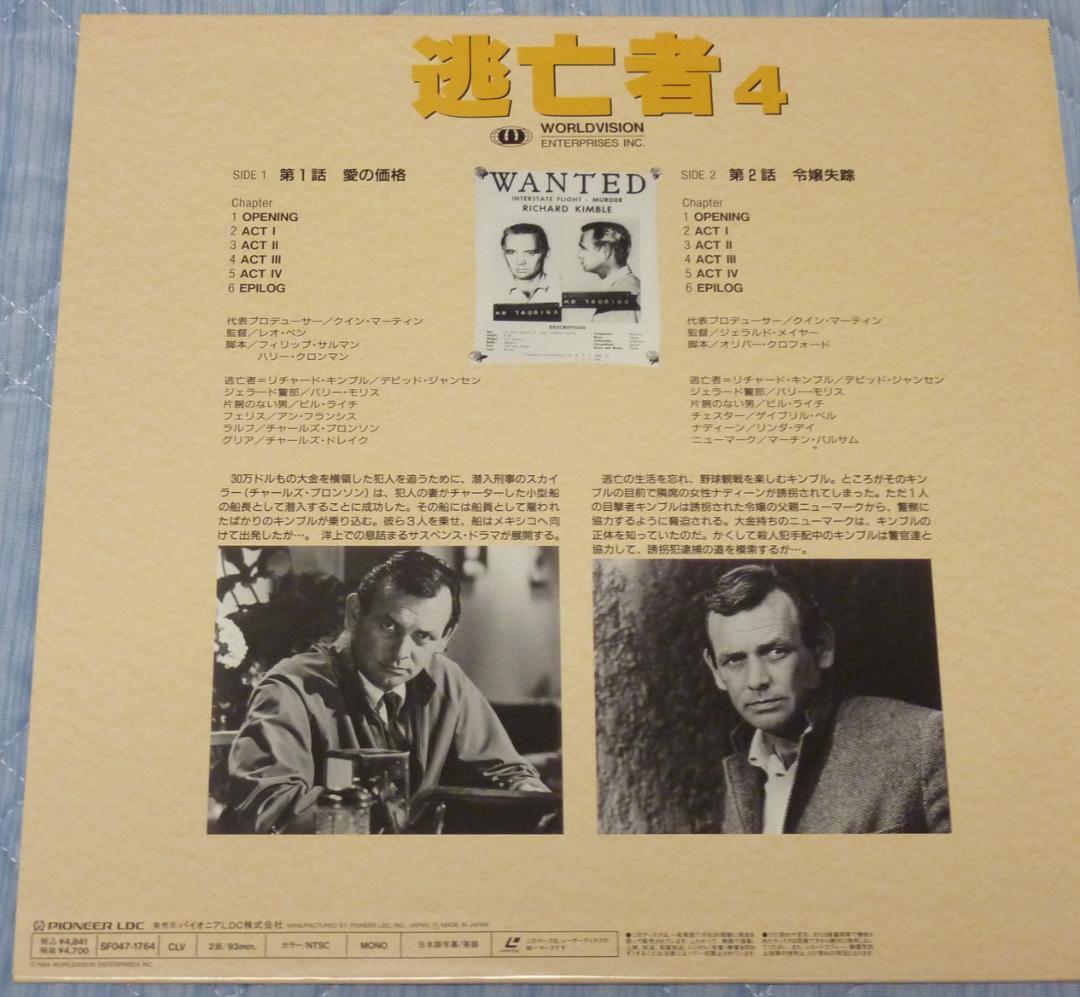 逃亡者4
WORLDVISION
ENTERPRISES INC.
SIDE 1 第1話 愛の価格
Chapter
1 OPENING
2 ACT I
3 ACT II
4 ACT III
5 ACT IV
6 EPILOG
代表プロデューサー/クイン・マーティン
監督/レオ・ペン
脚本/フィリップ・サルマン
ハリー・クロンマン
逃亡者=リチャード・キンブル/デビッド・ジャンセン
ジェラード警部/バリー・モリス
片腕のない男/ビル・ライチ
フェリス/アン・フランシス
ラルフ/チャールズ・ブロンソン
グリア/チャールズ・ドレイク
30万ドルもの大金を横領した犯人を追うために、潜入刑事のスカイ
ラー(チャールズ・ブロンソン)は、犯人の妻がチャーターした小型船
の船長として潜入することに成功した。その船には船員として雇われ
たばかりのキンブルが乗り込む。彼ら3人を乗せ、船はメキシコへ向
けて出発したが…。 洋上での息詰まるサスペンス・ドラマが展開する。
WANTED
INTERSTATE FLIGHT - MURDER
RICHARD KIMBLE
KB 7608163
KB 7608163
DESCRIPTION
SIDE 2 第2話 令嬢失踪
Chapter
1 OPENING
2 ACT I
3 ACT II
4 ACT III
5 ACT IV
6 EPILOG
代表プロデューサー/クイン・マーティン
監督/ジェラルド・メイヤー
脚本/オリバー・クロフォード
逃亡者=リチャード・キンブル/デビッド・ジャンセン
ジェラード警部/バリー・モリス
片腕のない男/ビル・ライチ
チェスター/ゲイブリル・ベル
ナディーン/リンダ・デイ
ニューマーク/マーチン・バルサム
逃亡の生活を忘れ、野球観戦を楽しむキンブル。ところがそのキン
ブルの目前で隣席の女性ナディーンが誘拐されてしまった。ただ1人
の目撃者キンブルは誘拐された令嬢の父親ニューマークから、警察に
協力するように脅迫される。大金持ちのニューマークは、キンブルの
正体を知っていたのだ。かくして殺人犯手配中のキンブルは警官達と
協力して、誘拐犯逮捕の道を模索するが…。
PIONEER LDC 発売元 パイオニアLDC株式会社 MANUFACTURED BY PIONEER LDC, INC., JAPAN MADE IN JAPAN
税込¥4,841
税抜¥4,700
SF047-1764
CLV
2面/93min.
カラー/NTSC
MONO
日本語字幕/英語
このマークは、レーザーディスクの
統一マークです
WORLDVISION ENTERPRISES INC.